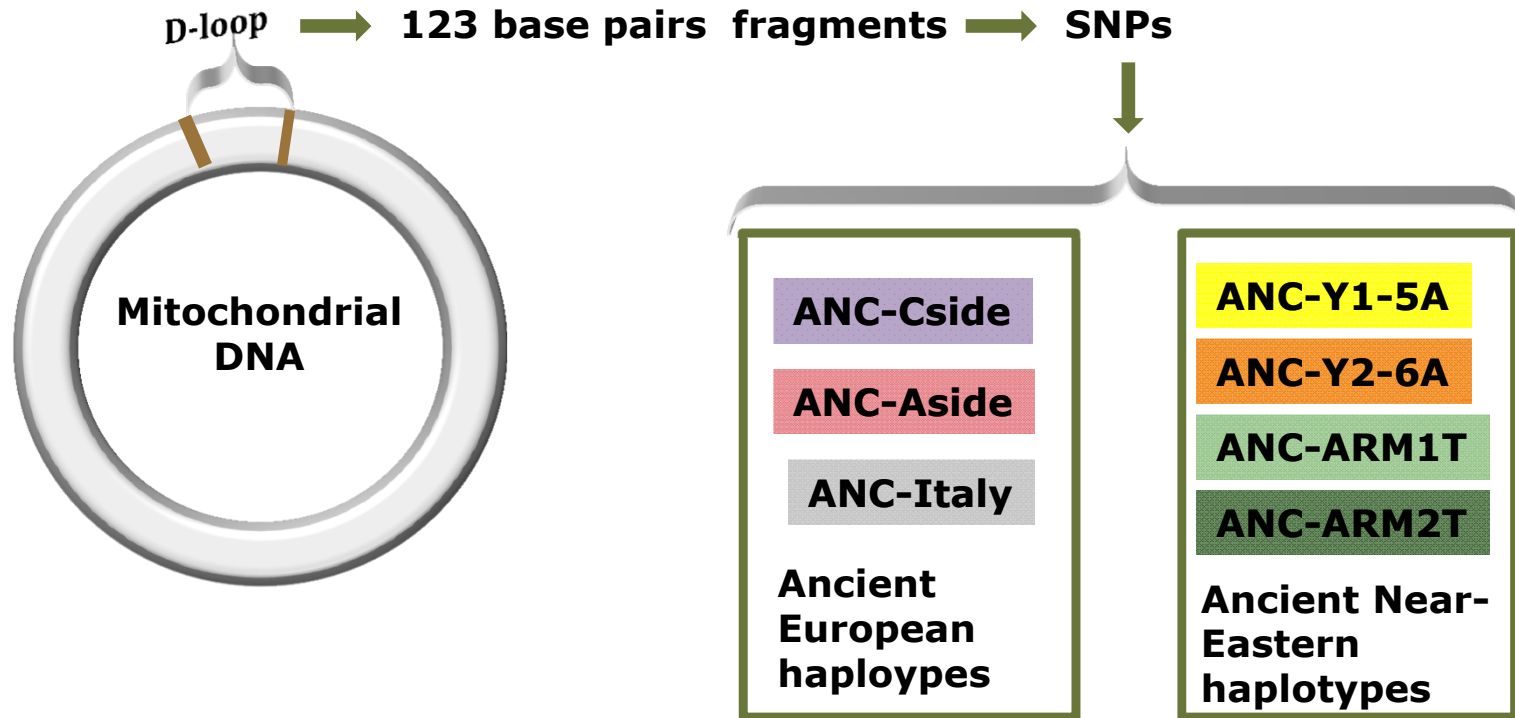 D-loop
123 base pairs  fragments
SNPs
Mitochondrial
DNA
ANC-Cside
ANC-Aside
ANC-Italy
Ancient
European
haploypes
ANC-Y1-5A
ANC-Y2-6A
ANC-ARM1T
ANC-ARM2T
Ancient Near-
Eastern
haplotypes